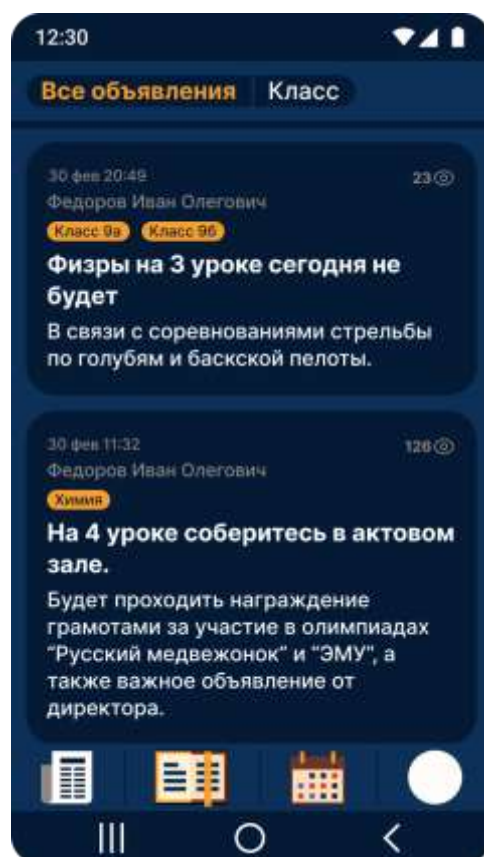 12:30
Все объявления Класс
30 фев 20:49 23
Федоров Иван Олегович
Класс 9а Класс 9б
Физры на 3 уроке сегодня не
будет
В связи с соревнованиями стрельбы
по голубям и баскской пелоты.
30 фев 11:32 126
Федоров Иван Олегович
Химия
На 4 уроке соберитесь в актовом
зале.
Будет проходить награждение
грамотами за участие в олимпиадах
“Русский медвежонок” и “ЭМУ”, а
также важное объявление от
директора.